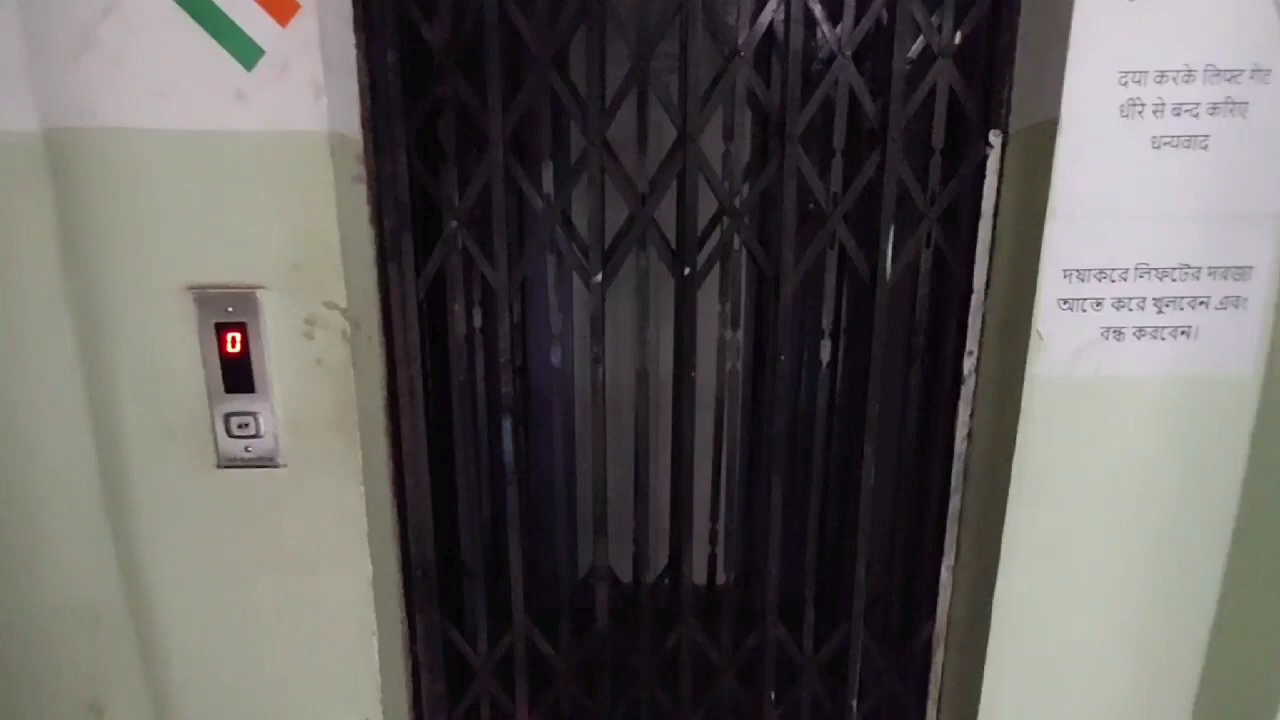 0
दया करके लिफ्ट गेट
धीरे से बन्द करिए
धन्यवाद
দয়াকরে লিফটের দরজা
আস্তে করে খুলবেন এবং
বন্ধ করবেন।